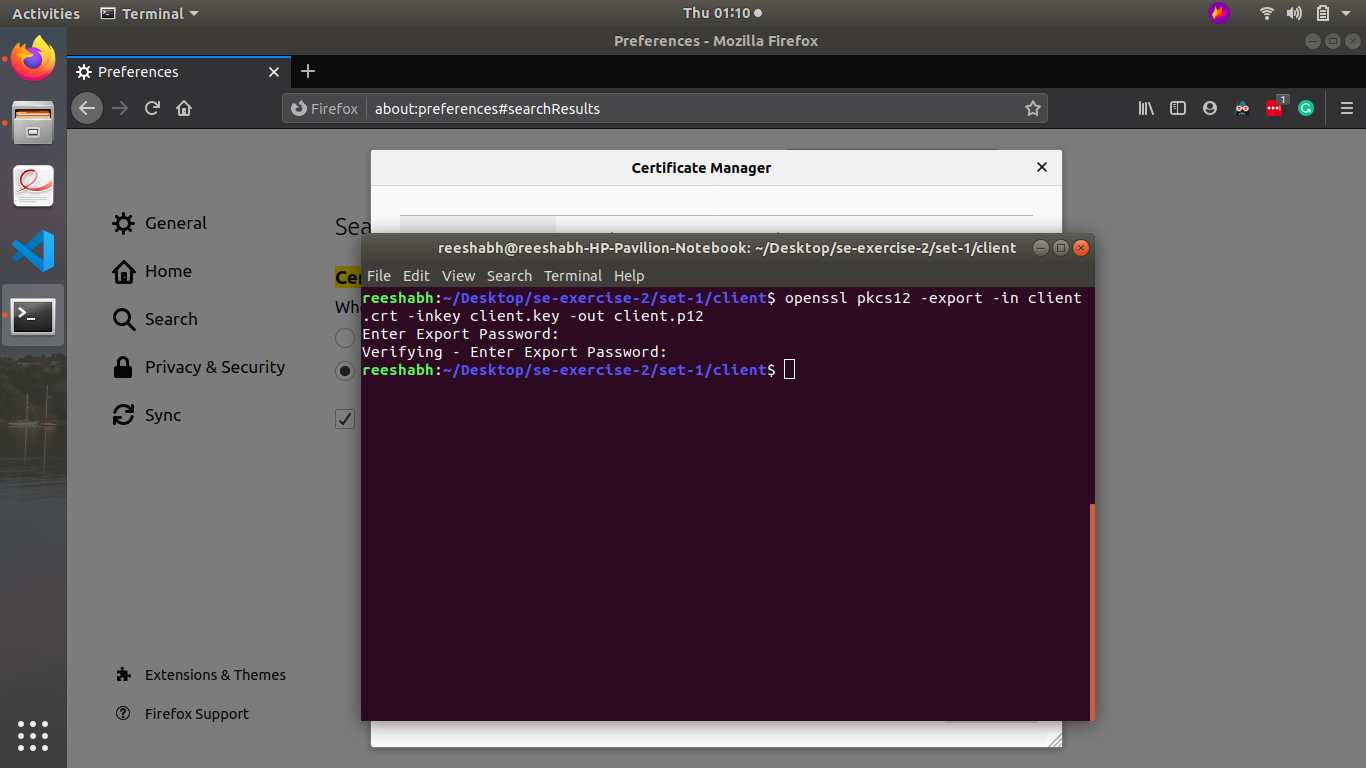 Activities
Terminal
Thu 01:10
Preferences - Mozilla Firefox
Preferences
Firefox
about:preferences#searchResults
1
Certificate Manager
General
Home
Search
Privacy & Security
Sync
Extensions & Themes
Firefox Support
Sea
Cer
Whe
reeshabh@reeshabh-HP-Pavilion-Notebook: ~/Desktop/se-exercise-2/set-1/client
File Edit View Search Terminal Help
reeshabh:~/Desktop/se-exercise-2/set-1/client$ openssl pkcs12 -export -in client
.crt -inkey client.key -out client.p12
Enter Export Password:
Verifying - Enter Export Password:
reeshabh:~/Desktop/se-exercise-2/set-1/client$